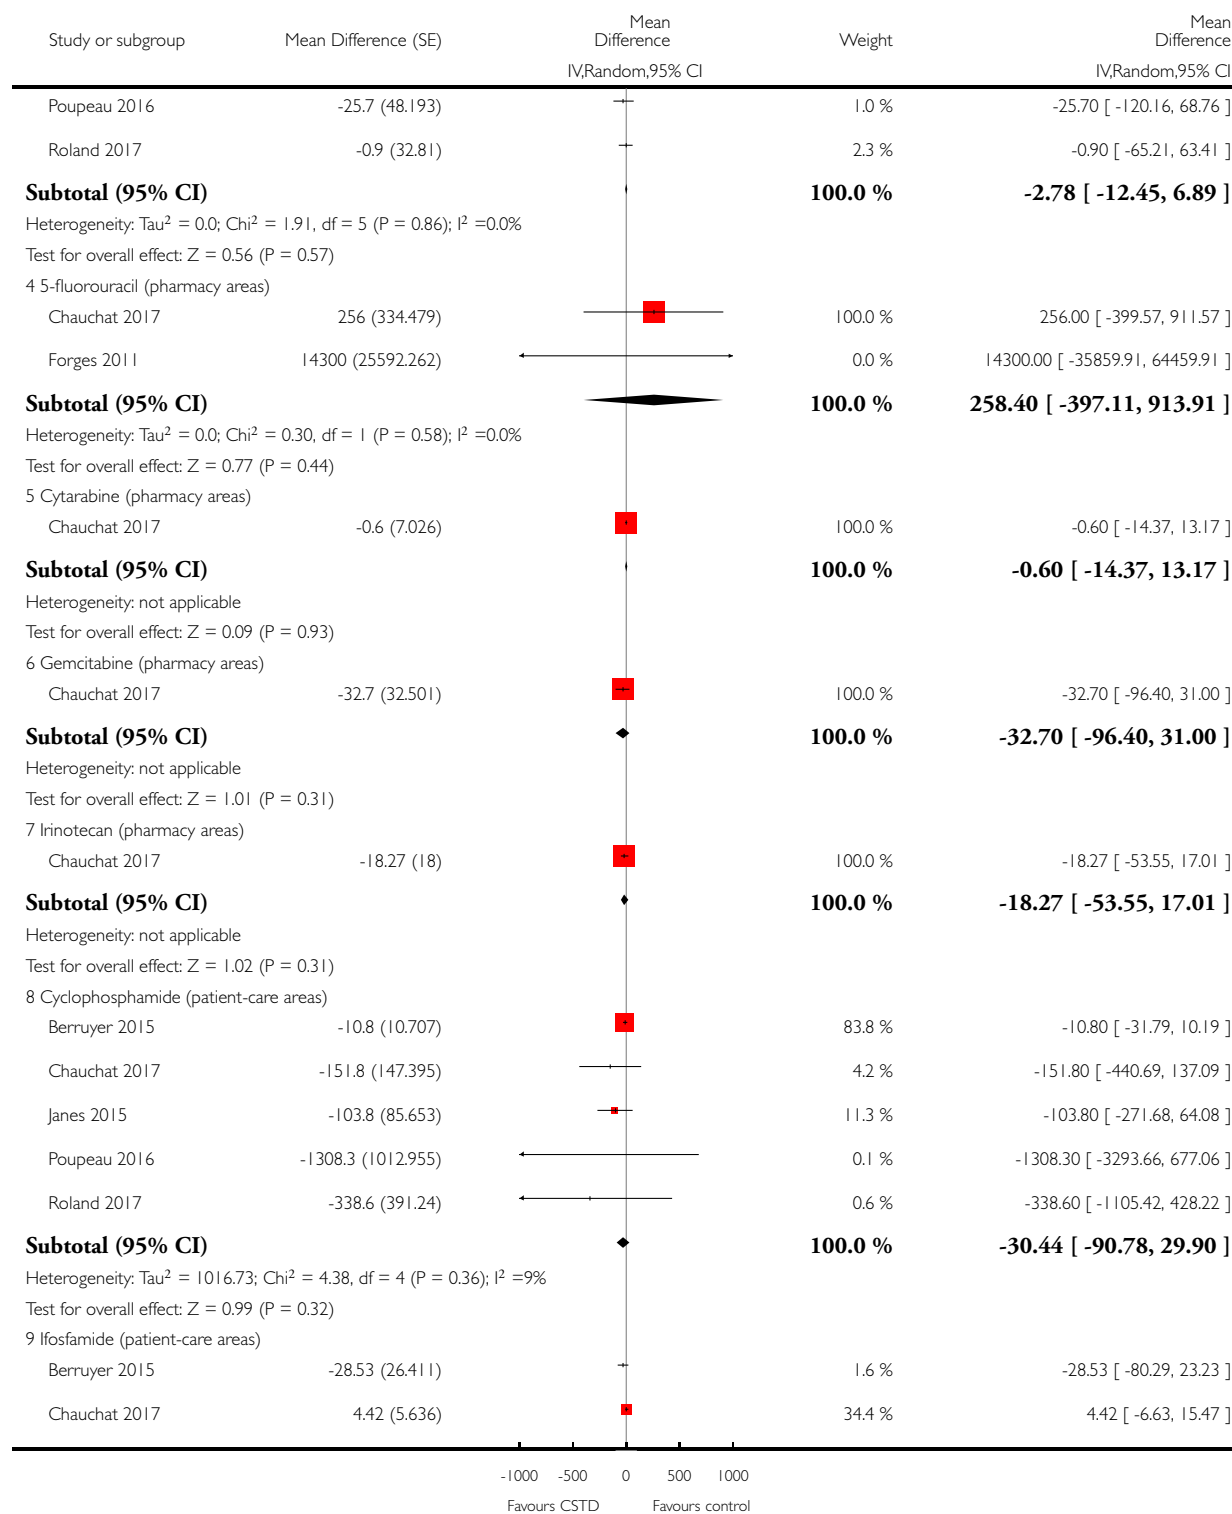 Study or subgroup Mean Difference (SE) Mean Difference Weight Mean Difference
IV,Random,95% CI IV,Random,95% CI
Poupeau 2016 -25.7 (48.193) 1.0 % -25.70 [ -120.16, 68.76 ]
Roland 2017 -0.9 (32.81) 2.3 % -0.90 [ -65.21, 63.41 ]
Subtotal (95% CI) 100.0 % -2.78 [ -12.45, 6.89 ]
Heterogeneity: Tau² = 0.0; Chi² = 1.91, df = 5 (P = 0.86); I² =0.0%
Test for overall effect: Z = 0.56 (P = 0.57)
4 5-fluorouracil (pharmacy areas)
Chauchat 2017 256 (334.479) 100.0 % 256.00 [ -399.57, 911.57 ]
Forges 2011 14300 (25592.262) 0.0 % 14300.00 [ -35859.91, 64459.91 ]
Subtotal (95% CI) 100.0 % 258.40 [ -397.11, 913.91 ]
Heterogeneity: Tau² = 0.0; Chi² = 0.30, df = 1 (P = 0.58); I² =0.0%
Test for overall effect: Z = 0.77 (P = 0.44)
5 Cytarabine (pharmacy areas)
Chauchat 2017 -0.6 (7.026) 100.0 % -0.60 [ -14.37, 13.17 ]
Subtotal (95% CI) 100.0 % -0.60 [ -14.37, 13.17 ]
Heterogeneity: not applicable
Test for overall effect: Z = 0.09 (P = 0.93)
6 Gemcitabine (pharmacy areas)
Chauchat 2017 -32.7 (32.501) 100.0 % -32.70 [ -96.40, 31.00 ]
Subtotal (95% CI) 100.0 % -32.70 [ -96.40, 31.00 ]
Heterogeneity: not applicable
Test for overall effect: Z = 1.01 (P = 0.31)
7 Irinotecan (pharmacy areas)
Chauchat 2017 -18.27 (18) 100.0 % -18.27 [ -53.55, 17.01 ]
Subtotal (95% CI) 100.0 % -18.27 [ -53.55, 17.01 ]
Heterogeneity: not applicable
Test for overall effect: Z = 1.02 (P = 0.31)
8 Cyclophosphamide (patient-care areas)
Berruyer 2015 -10.8 (10.707) 83.8 % -10.80 [ -31.79, 10.19 ]
Chauchat 2017 -151.8 (147.395) 4.2 % -151.80 [ -440.69, 137.09 ]
Janes 2015 -103.8 (85.653) 11.3 % -103.80 [ -271.68, 64.08 ]
Poupeau 2016 -1308.3 (1012.955) 0.1 % -1308.30 [ -3293.66, 677.06 ]
Roland 2017 -338.6 (391.24) 0.6 % -338.60 [ -1105.42, 428.22 ]
Subtotal (95% CI) 100.0 % -30.44 [ -90.78, 29.90 ]
Heterogeneity: Tau² = 1016.73; Chi² = 4.38, df = 4 (P = 0.36); I² =9%
Test for overall effect: Z = 0.99 (P = 0.32)
9 Ifosfamide (patient-care areas)
Berruyer 2015 -28.53 (26.411) 1.6 % -28.53 [ -80.29, 23.23 ]
Chauchat 2017 4.42 (5.636) 34.4 % 4.42 [ -6.63, 15.47 ]
-1000 -500 0 500 1000
Favours CSTD Favours control